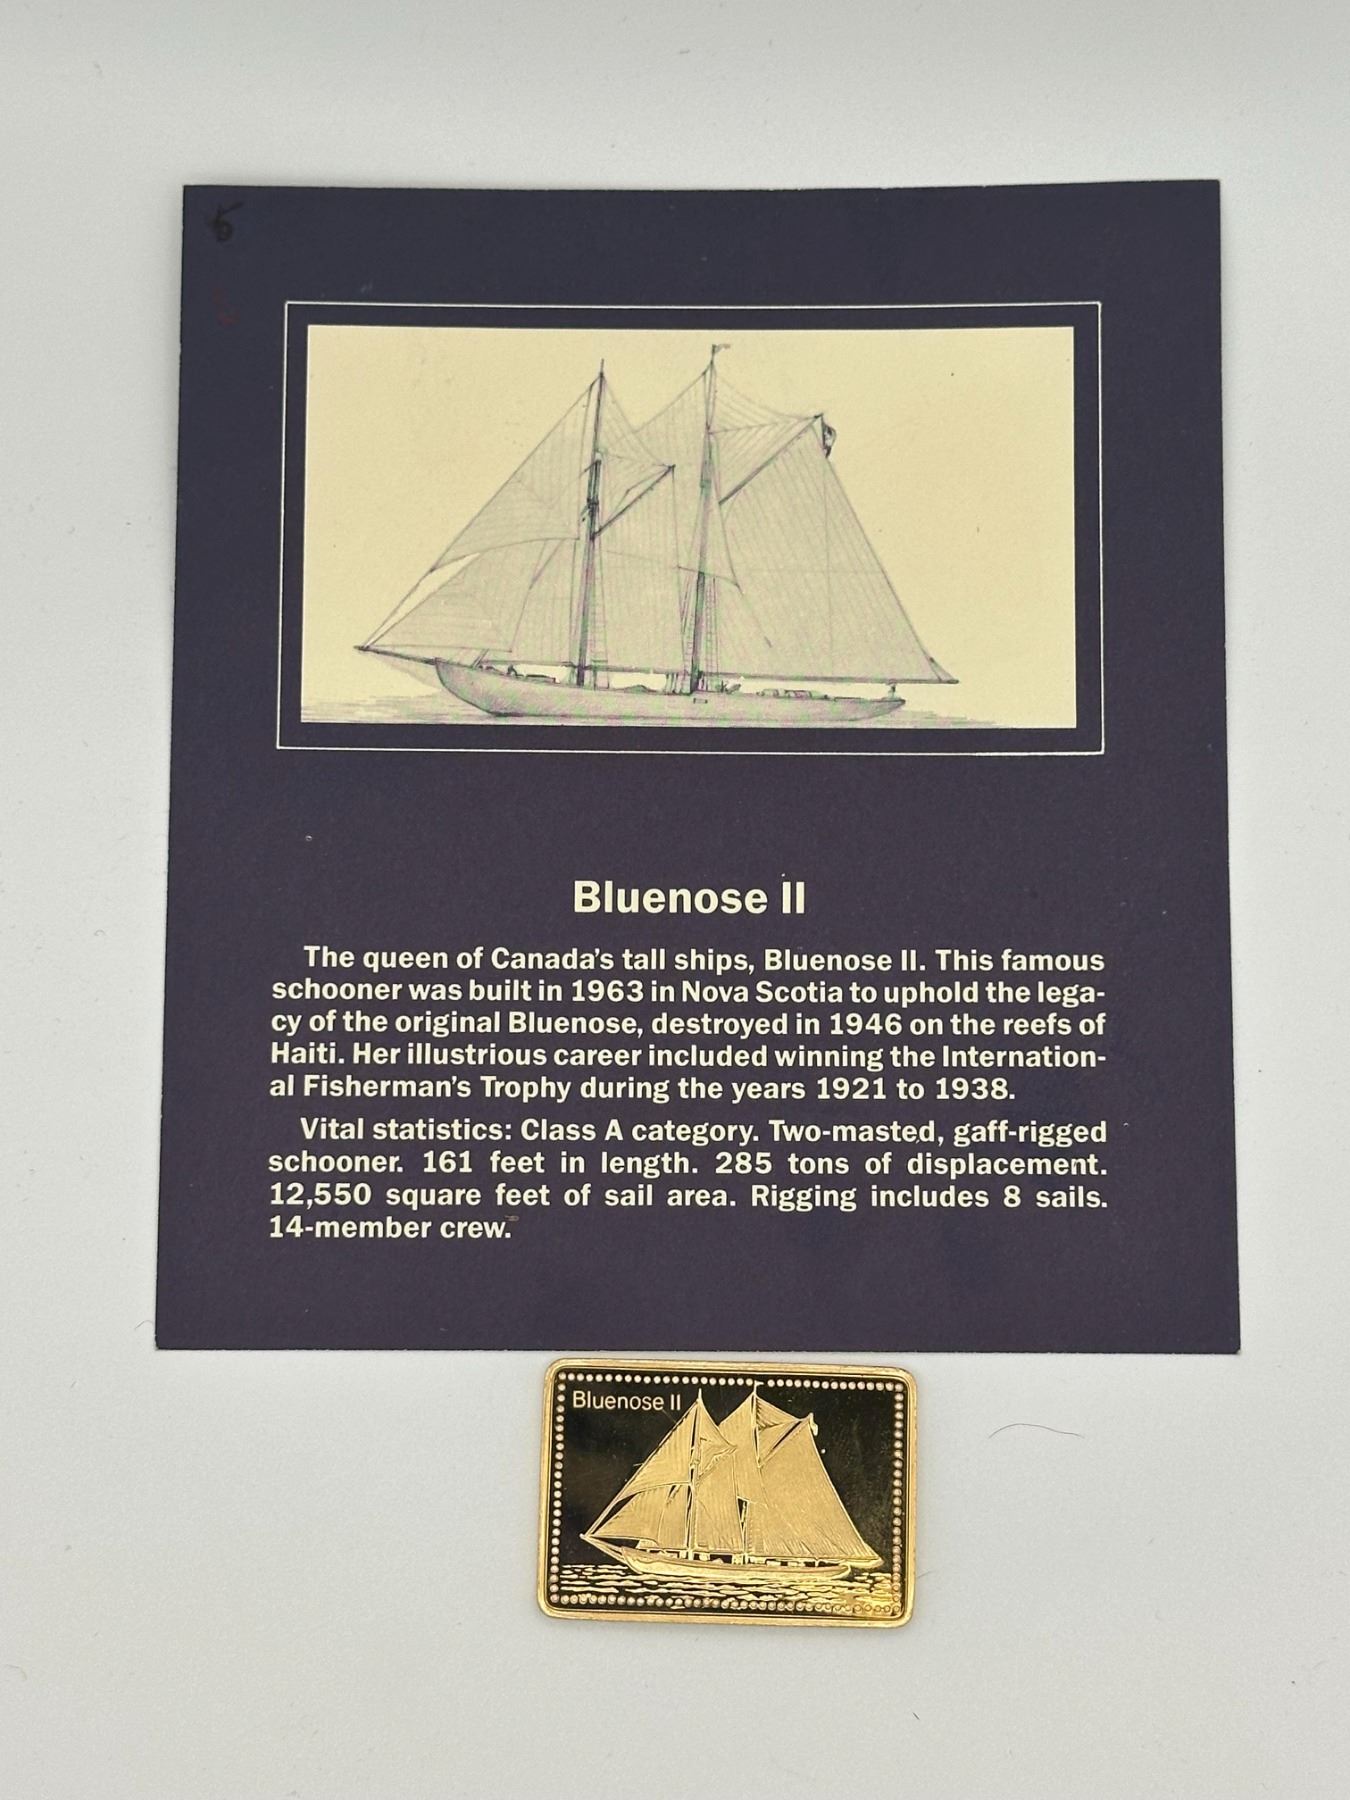 5
Bluenose II
The queen of Canada's tall ships, Bluenose II. This famous
schooner was built in 1963 in Nova Scotia to uphold the lega-
cy of the original Bluenose, destroyed in 1946 on the reefs of
Haiti. Her illustrious career included winning the Internation-
al Fisherman's Trophy during the years 1921 to 1938.
Vital statistics: Class A category. Two-masted, gaff-rigged
schooner. 161 feet in length. 285 tons of displacement.
12,550 square feet of sail area. Rigging includes 8 sails.
14-member crew.
Bluenose II